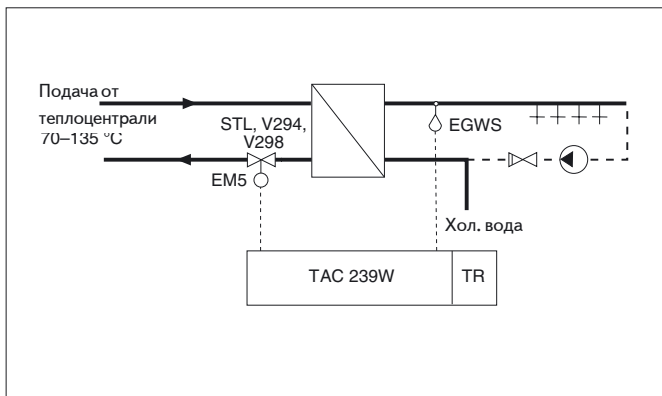 Подача от
теплоцентрали
70–135 °C
STL, V294,
V298
EGWS
EM5
Хол. вода
TAC 239W
TR